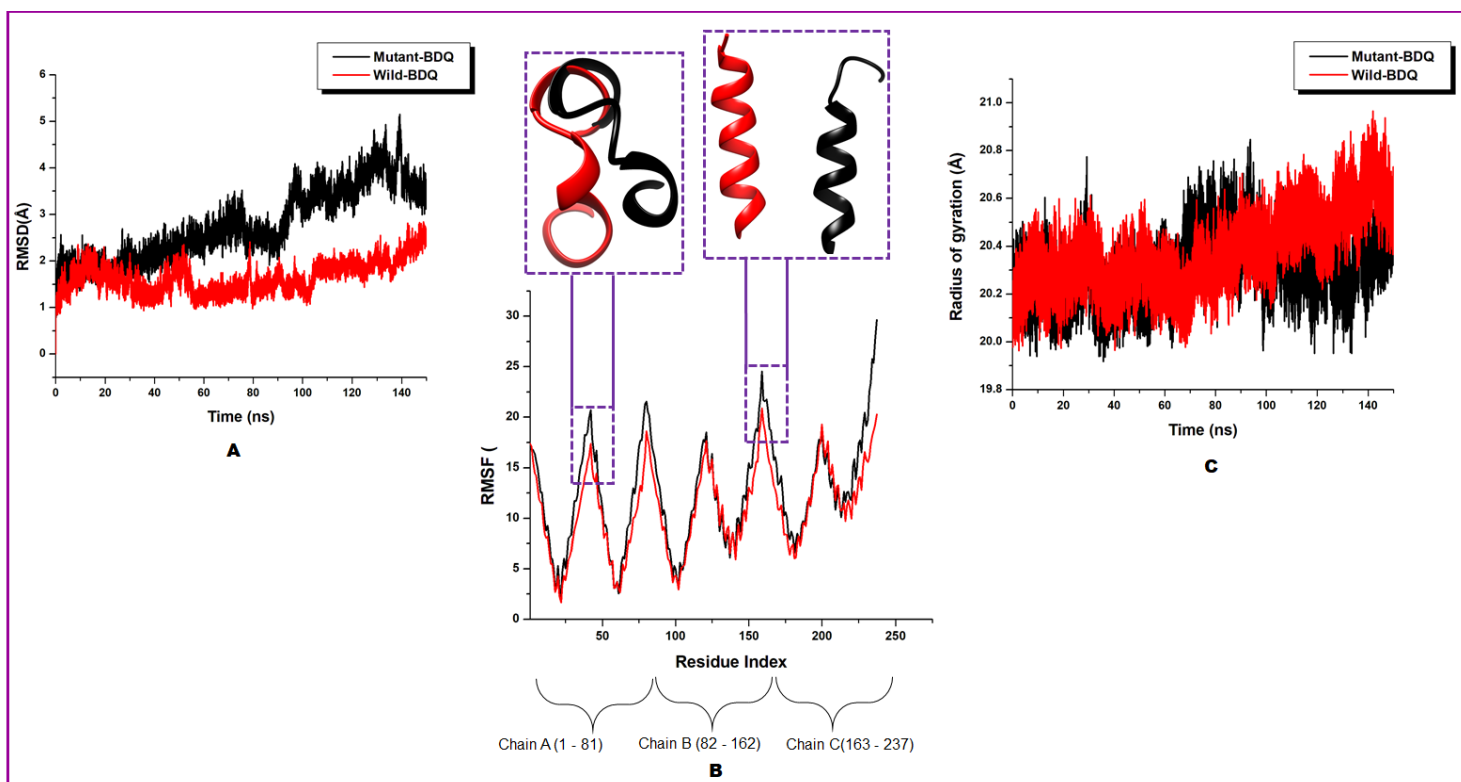 Mutant-BDQ
Wild-BDQ
RMSD(Å)
6
5
4
3
2
1
0
0 20 40 60 80 100 120 140
Time (ns)
A
RMSF (
30
25
20
15
10
5
0
50 100 150 200 250
Residue Index
Chain A (1 - 81) Chain B (82 - 162) Chain C(163 - 237)
B
Mutant-BDQ
Wild-BDQ
Radius of gyration (Å)
21.0
20.8
20.6
20.4
20.2
20.0
19.8
0 20 40 60 80 100 120 140
Time (ns)
C